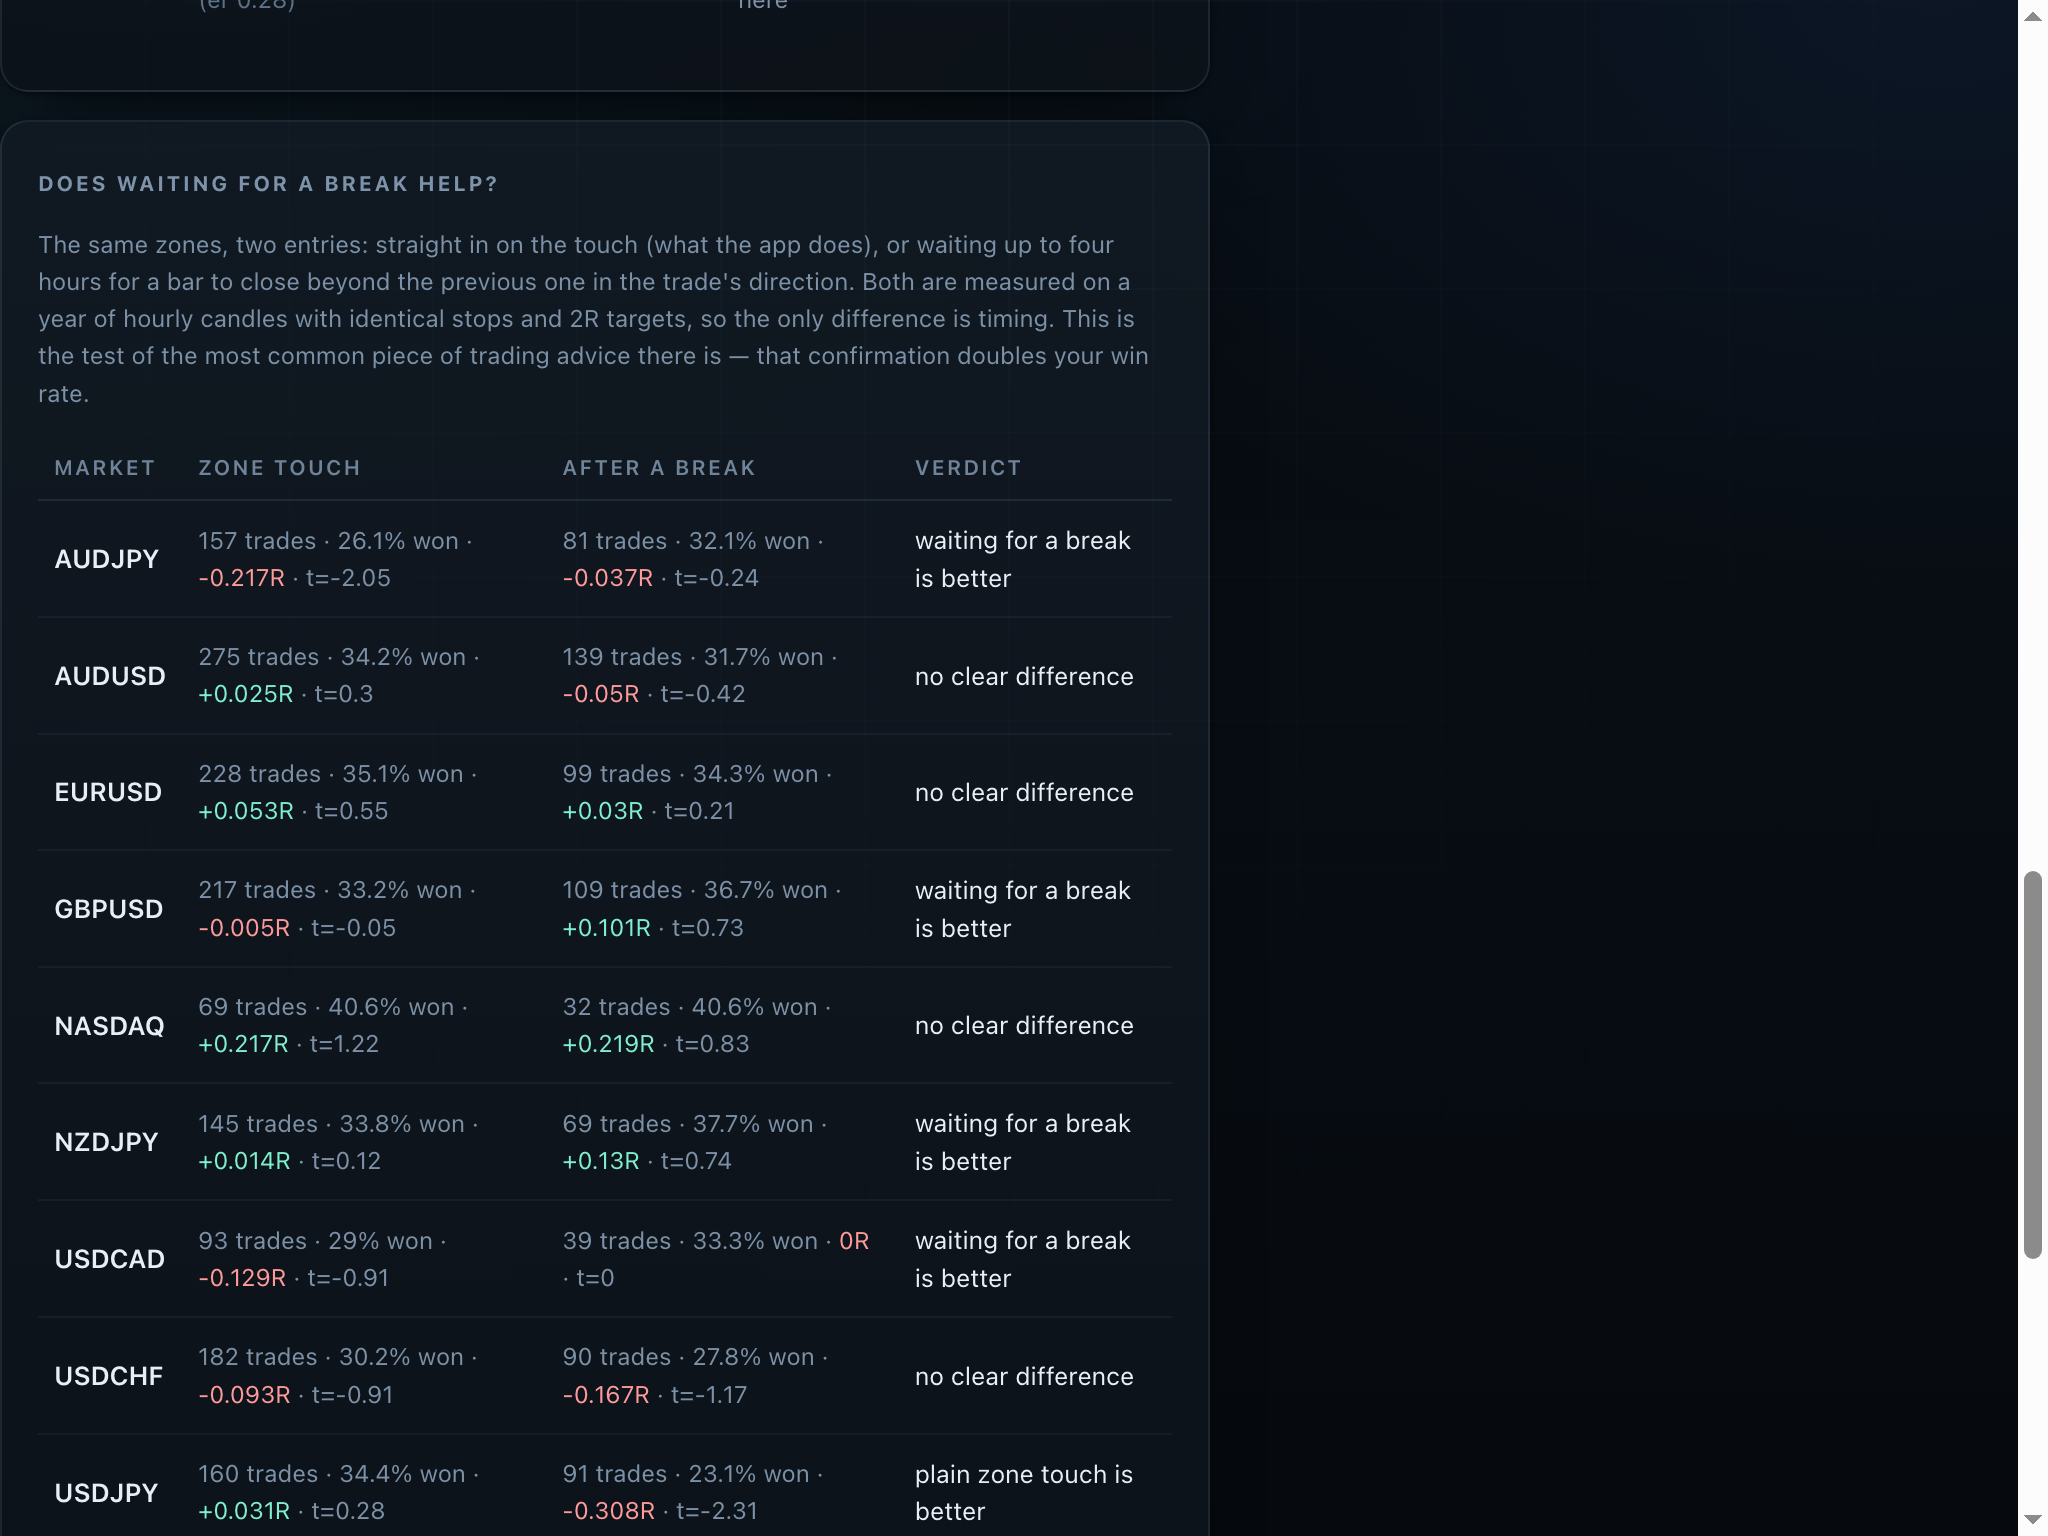 (er 0.28)
here
DOES WAITING FOR A BREAK HELP?
The same zones, two entries: straight in on the touch (what the app does), or waiting up to four
hours for a bar to close beyond the previous one in the trade's direction. Both are measured on a
year of hourly candles with identical stops and 2R targets, so the only difference is timing. This is
the test of the most common piece of trading advice there is — that confirmation doubles your win
rate.
MARKET ZONE TOUCH AFTER A BREAK VERDICT
AUDJPY
157 trades · 26.1% won ·
-0.217R · t=-2.05
81 trades · 32.1% won ·
-0.037R · t=-0.24
waiting for a break
is better
AUDUSD
275 trades · 34.2% won ·
+0.025R · t=0.3
139 trades · 31.7% won ·
-0.05R · t=-0.42
no clear difference
EURUSD
228 trades · 35.1% won ·
+0.053R · t=0.55
99 trades · 34.3% won ·
+0.03R · t=0.21
no clear difference
GBPUSD
217 trades · 33.2% won ·
-0.005R · t=-0.05
109 trades · 36.7% won ·
+0.101R · t=0.73
waiting for a break
is better
NASDAQ
69 trades · 40.6% won ·
+0.217R · t=1.22
32 trades · 40.6% won ·
+0.219R · t=0.83
no clear difference
NZDJPY
145 trades · 33.8% won ·
+0.014R · t=0.12
69 trades · 37.7% won ·
+0.13R · t=0.74
waiting for a break
is better
USDCAD
93 trades · 29% won ·
-0.129R · t=-0.91
39 trades · 33.3% won · 0R
· t=0
waiting for a break
is better
USDCHF
182 trades · 30.2% won ·
-0.093R · t=-0.91
90 trades · 27.8% won ·
-0.167R · t=-1.17
no clear difference
USDJPY
160 trades · 34.4% won ·
+0.031R · t=0.28
91 trades · 23.1% won ·
-0.308R · t=-2.31
plain zone touch is
better